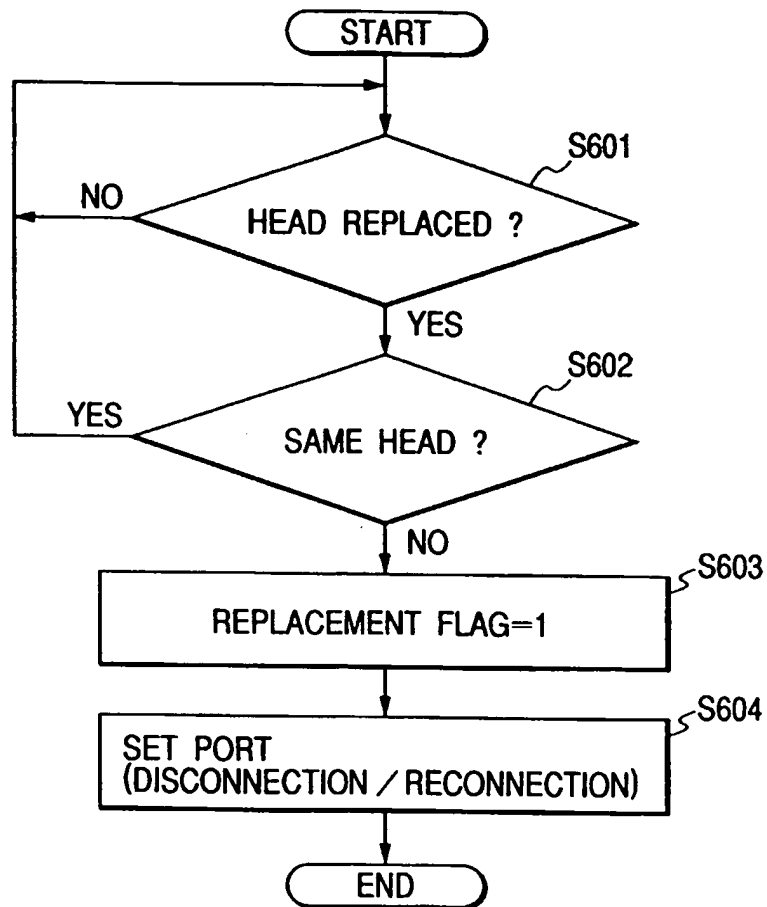 START
S601
NO
HEAD REPLACED ?
YES
S602
YES
SAME HEAD ?
NO
S603
REPLACEMENT FLAG=1
S604
SET PORT
(DISCONNECTION / RECONNECTION)
END